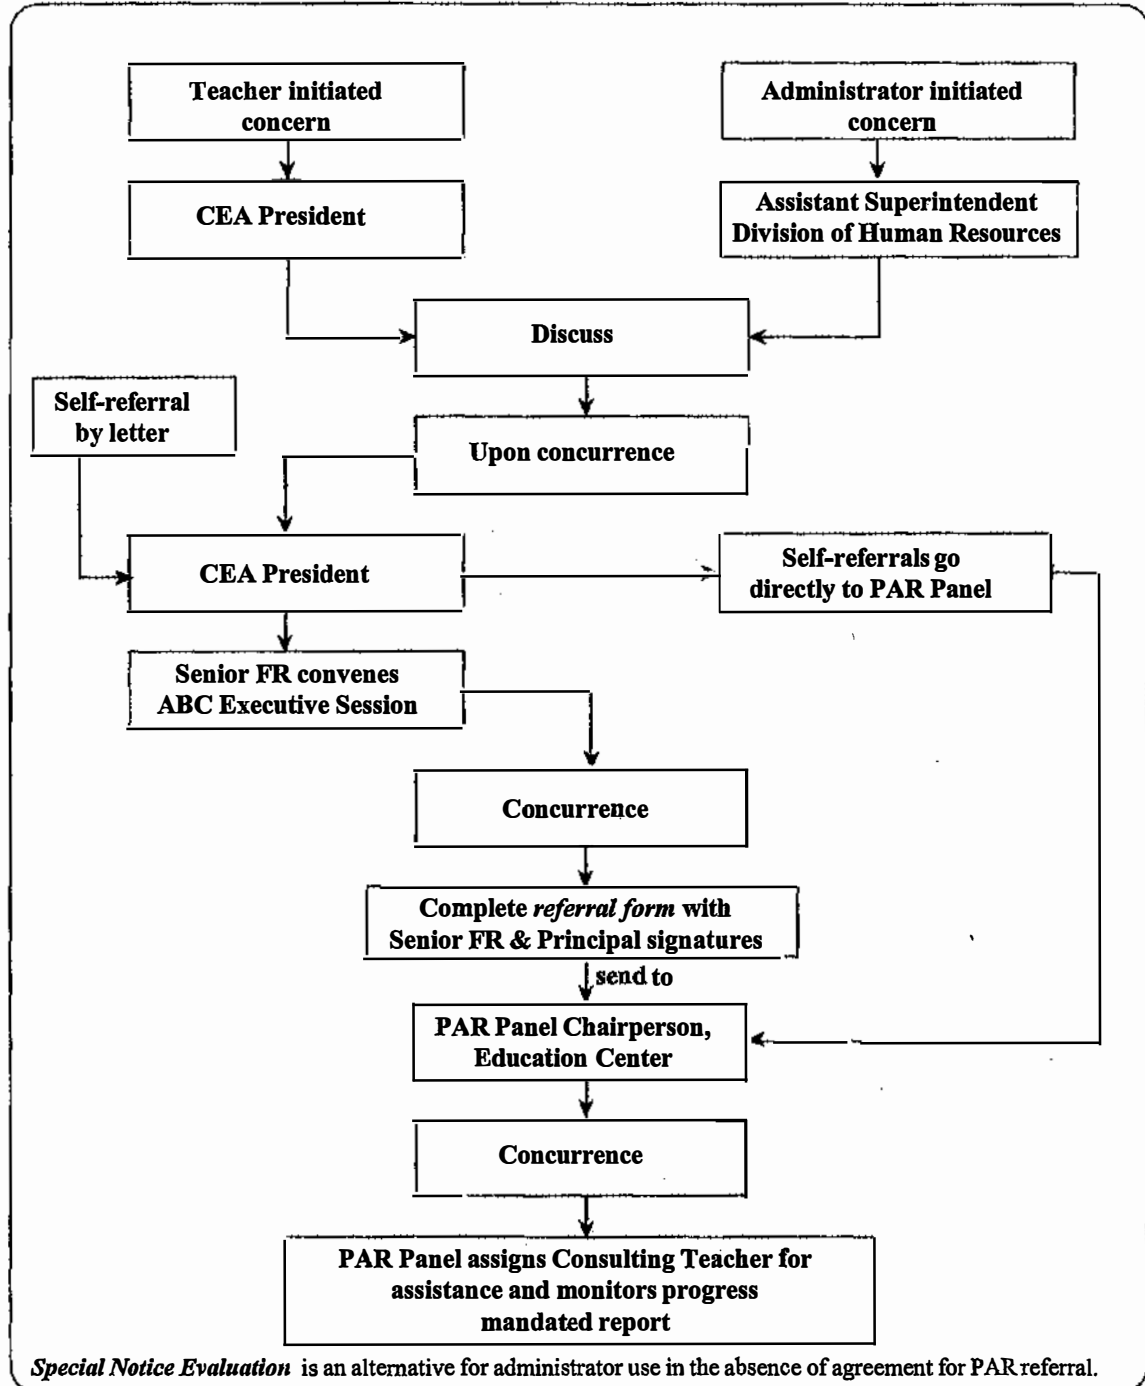 Teacher initiated
concern
Administrator initiated
concern
CEA President
Assistant Superintendent
Division of Human Resources
Discuss
Self-referral
by letter
Upon concurrence
CEA President
Self-referrals go
directly to PAR Panel
Senior FR convenes
ABC Executive Session
Concurrence
Complete referral form with
Senior FR & Principal signatures
send to
PAR Panel Chairperson,
Education Center
Concurrence
PAR Panel assigns Consulting Teacher for
assistance and monitors progress
mandated report
Special Notice Evaluation is an alternative for administrator use in the absence of agreement for PAR referral.